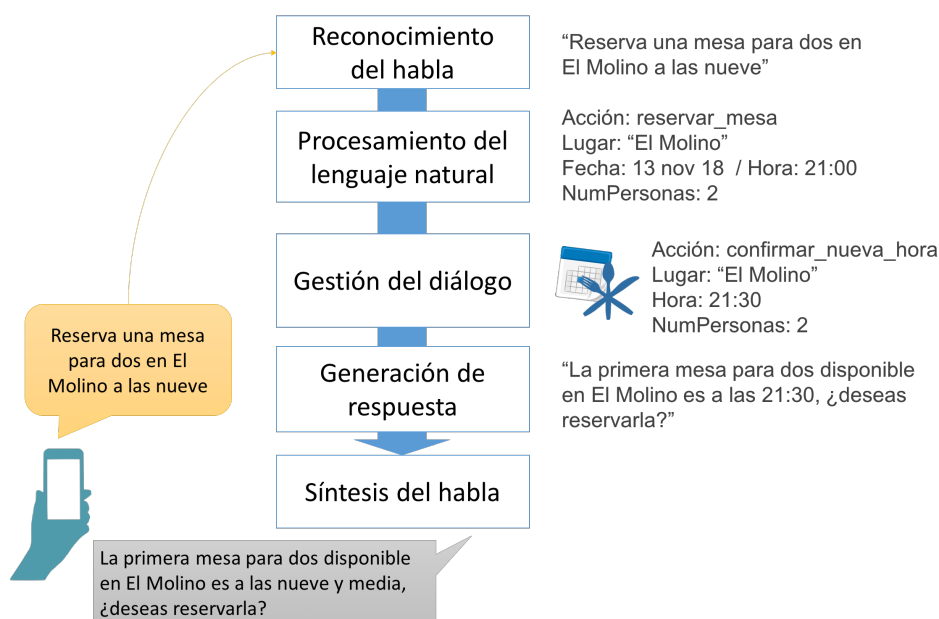 Reconocimiento
del habla
“Reserva una mesa para dos en
El Molino a las nueve”
Procesamiento del
lenguaje natural
Acción: reservar_mesa
Lugar: “El Molino”
Fecha: 13 nov 18 / Hora: 21:00
NumPersonas: 2
Gestión del diálogo
Acción: confirmar_nueva_hora
Lugar: “El Molino”
Hora: 21:30
NumPersonas: 2
Reserva una mesa
para dos en El
Molino a las nueve
Generación de
respuesta
“La primera mesa para dos disponible
en El Molino es a las 21:30, ¿deseas
reservarla?”
Síntesis del habla
La primera mesa para dos disponible
en El Molino es a las nueve y media,
¿deseas reservarla?